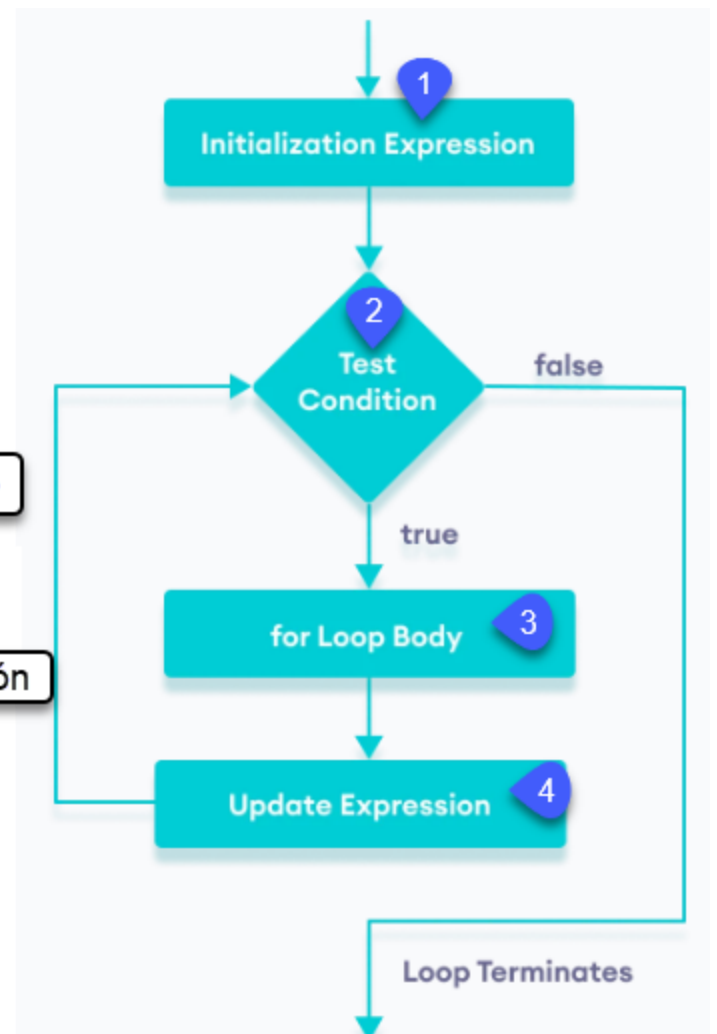 1
Initialization Expression
2
Test
Condition
false
true
for Loop Body
3
ón
Update Expression
4
Loop Terminates